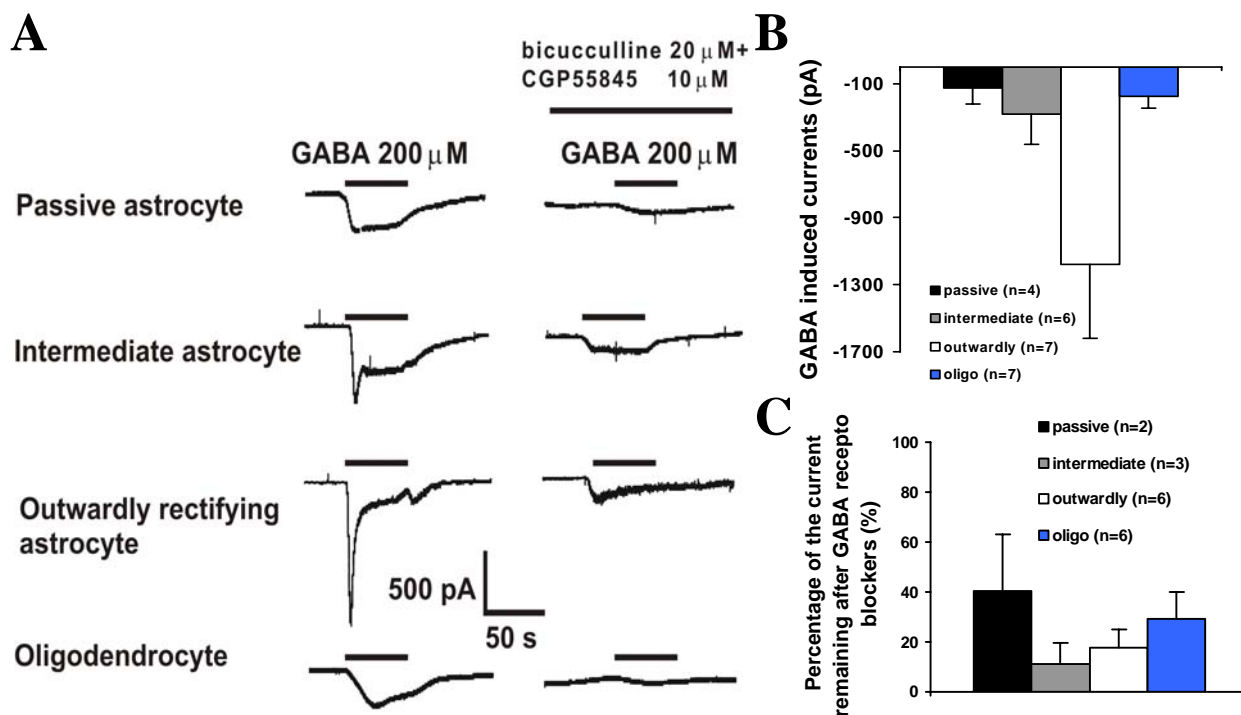 A
bicucculline 20 μM+
CGP55845 10 μM
GABA 200 μM
GABA 200 μM
Passive astrocyte
Intermediate astrocyte
Outwardly rectifying
astrocyte
500 pA
50 s
Oligodendrocyte
B
GABA induced currents (pA)
-100
-500
-900
-1300
-1700
passive (n=4)
intermediate (n=6)
outwardly (n=7)
oligo (n=7)
C
Percentage of the current
remaining after GABA recepto
blockers (%)
100
80
60
40
20
0
passive (n=2)
intermediate (n=3)
outwardly (n=6)
oligo (n=6)